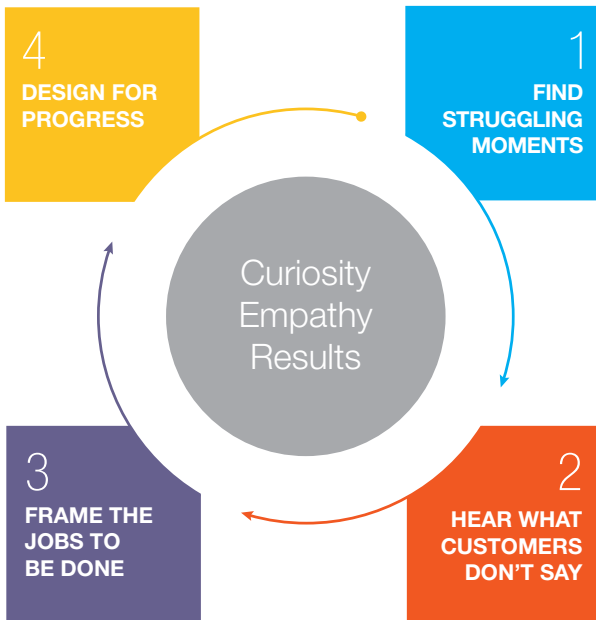 4
DESIGN FOR
PROGRESS
1
FIND
STRUGGLING
MOMENTS
Curiosity
Empathy
Results
3
FRAME THE
JOBS TO
BE DONE
2
HEAR WHAT
CUSTOMERS
DON'T SAY